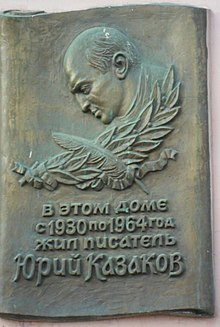 В ЭТОМ ДОМЕ
С 1930 ПО 1964 ГОД
ЖИЛ ПИСАТЕЛЬ
ЮРИЙ КАЗАКОВ